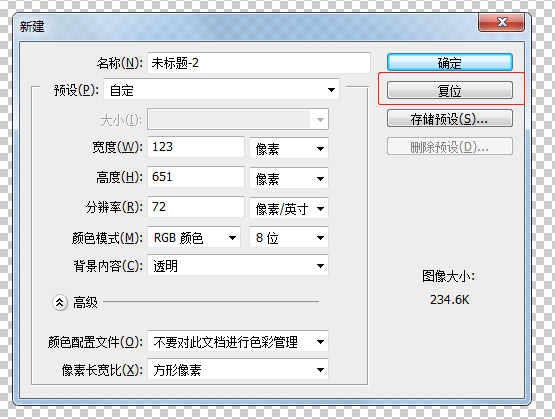 新建
名称(N): 未标题-2
确定
预设(P): 自定
复位
大小(I):
存储预设(S)...
宽度(W): 123 像素
删除预设(D)...
高度(H): 651 像素
分辨率(R): 72 像素/英寸
颜色模式(M): RGB 颜色 8 位
背景内容(C): 透明
图像大小:
234.6K
高级
颜色配置文件(O): 不要对此文档进行色彩管理
像素长宽比(X): 方形像素